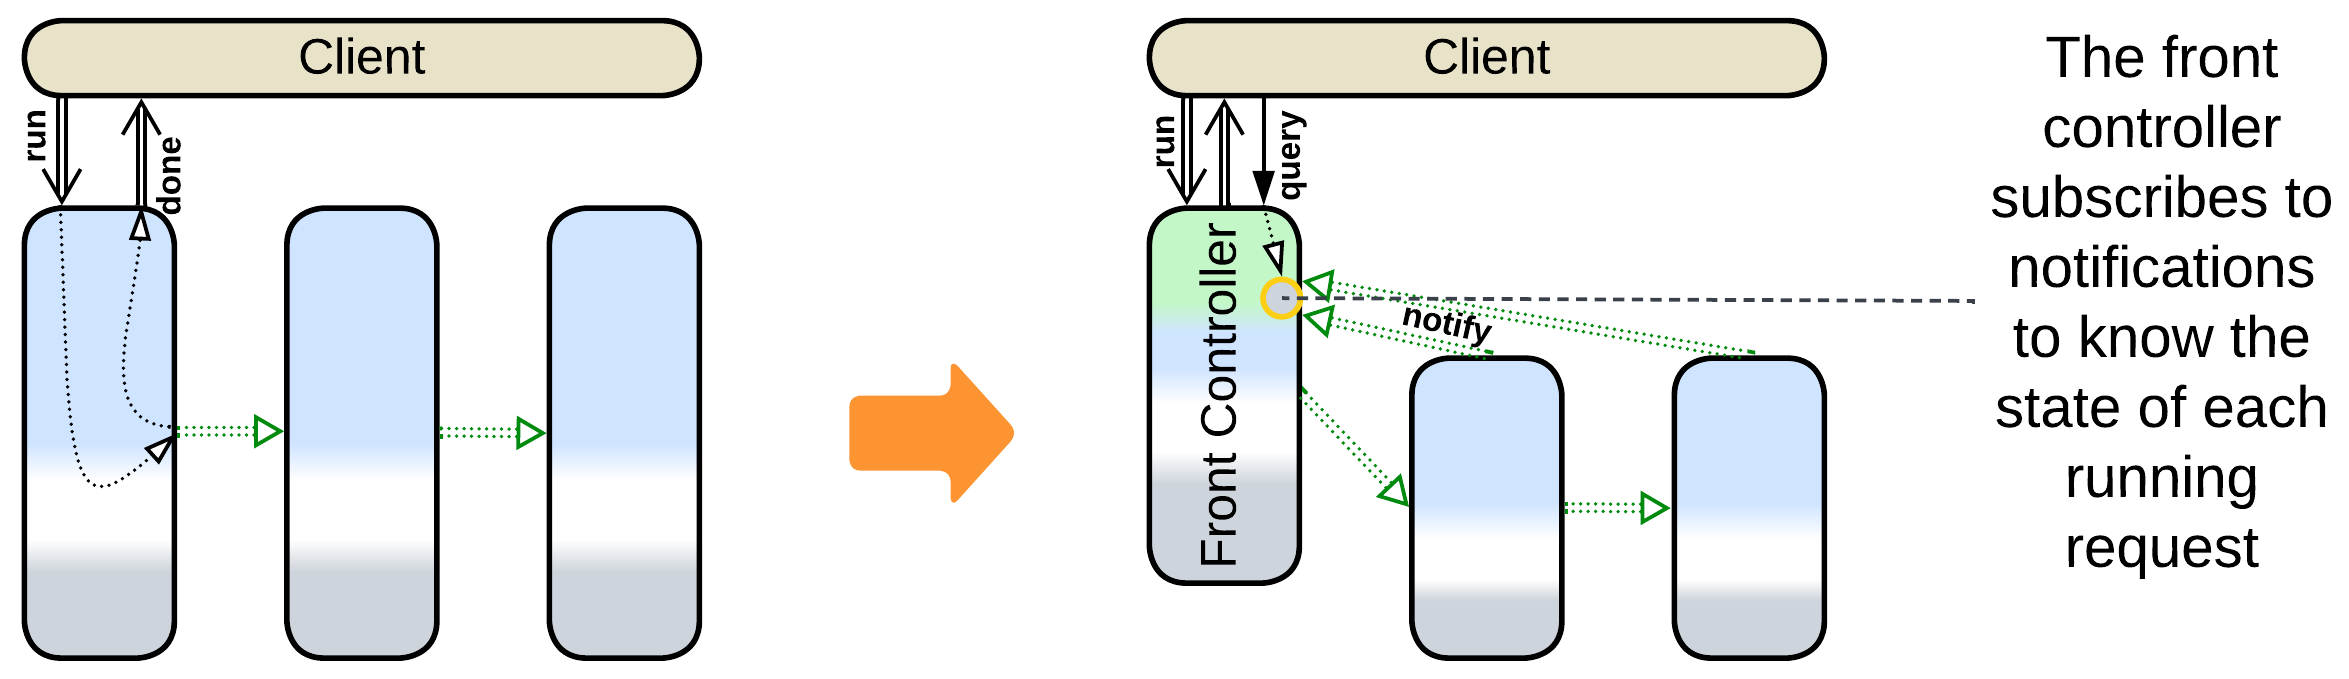 Client
run
done
Client
run
query
Front Controller
notify
The front
controller
subscribes to
notifications
to know the
state of each
running
request